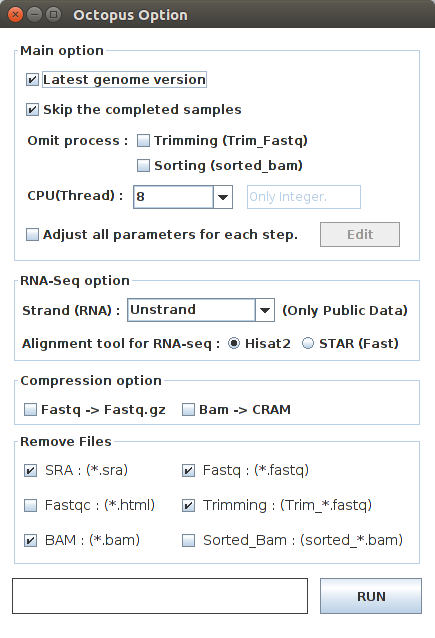 Octopus Option
Main option
Latest genome version
Skip the completed samples
Omit process : Trimming (Trim_Fastq)
Sorting (sorted_bam)
CPU(Thread) : 8 Only Integer.
Adjust all parameters for each step. Edit
RNA-Seq option
Strand (RNA) : Unstrand (Only Public Data)
Alignment tool for RNA-seq : Hisat2 STAR (Fast)
Compression option
Fastq -> Fastq.gz Bam -> CRAM
Remove Files
SRA : (*.sra) Fastq : (*.fastq)
Fastqc : (*.html) Trimming : (Trim_*.fastq)
BAM : (*.bam) Sorted_Bam : (sorted_*.bam)
RUN